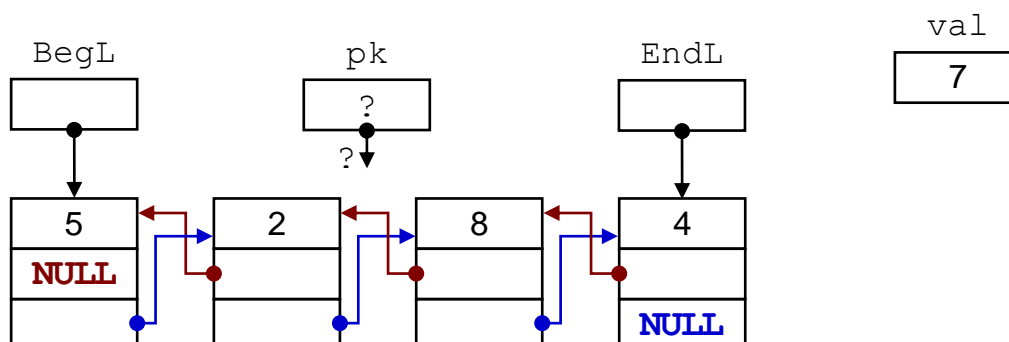 val
BegL pk EndL
7
?
?
5 2 8 4
NULL
NULL